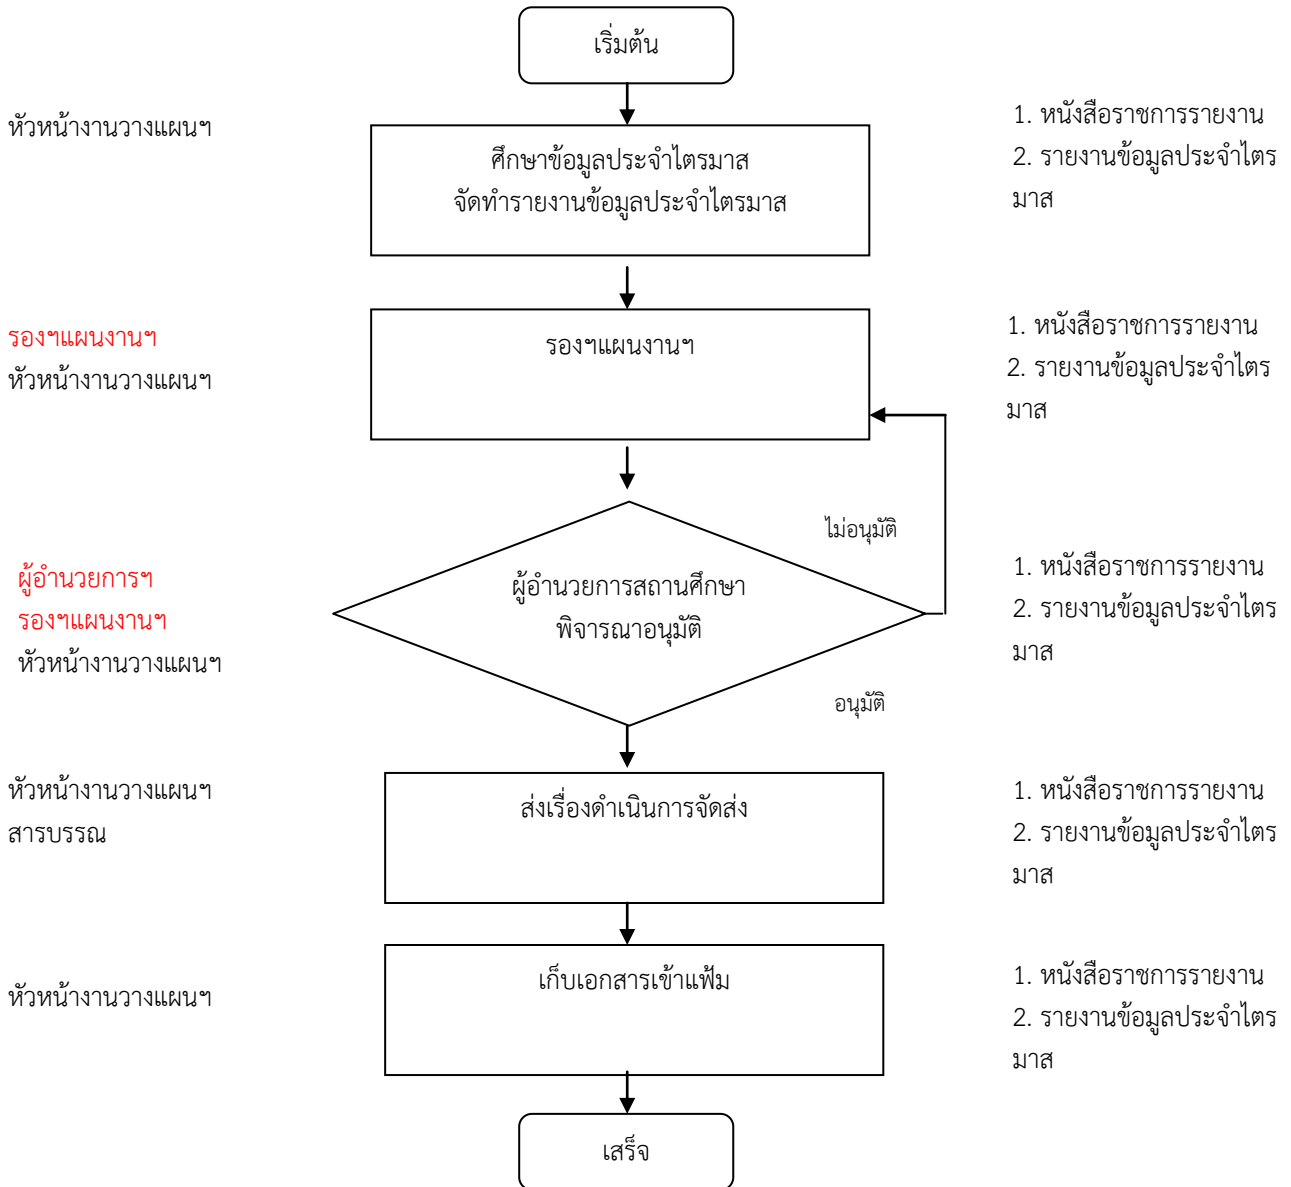 เริ่มต้น
หัวหน้างานวางแผนฯ
ศึกษาข้อมูลประจำไตรมาส
จัดทำรายงานข้อมูลประจำไตรมาส
1. หนังสือราชการรายงาน
2. รายงานข้อมูลประจำไตร
มาส
รองฯแผนงานฯ
หัวหน้างานวางแผนฯ
รองฯแผนงานฯ
1. หนังสือราชการรายงาน
2. รายงานข้อมูลประจำไตร
มาส
ไม่อนุมัติ
ผู้อำนวยการฯ
รองฯแผนงานฯ
หัวหน้างานวางแผนฯ
ผู้อำนวยการสถานศึกษา
พิจารณาอนุมัติ
1. หนังสือราชการรายงาน
2. รายงานข้อมูลประจำไตร
มาส
อนุมัติ
หัวหน้างานวางแผนฯ
สารบรรณ
ส่งเรื่องดำเนินการจัดส่ง
1. หนังสือราชการรายงาน
2. รายงานข้อมูลประจำไตร
มาส
หัวหน้างานวางแผนฯ
เก็บเอกสารเข้าแฟ้ม
1. หนังสือราชการรายงาน
2. รายงานข้อมูลประจำไตร
มาส
เสร็จ